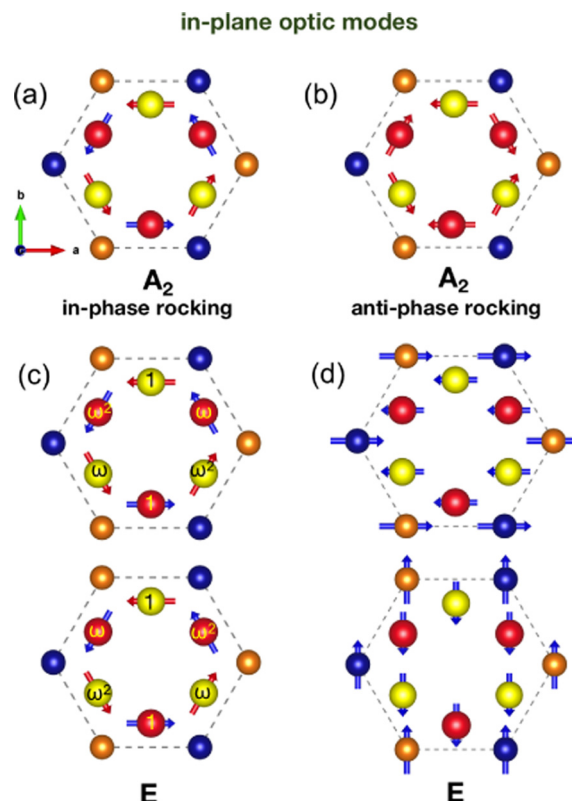 in-plane optic modes
(a)
(b)
b
a
c
A2
A2
in-phase rocking
anti-phase rocking
(c)
(d)
1
ω²
ω
ω
ω²
1
1
ω
ω²
ω²
ω
1
E
E